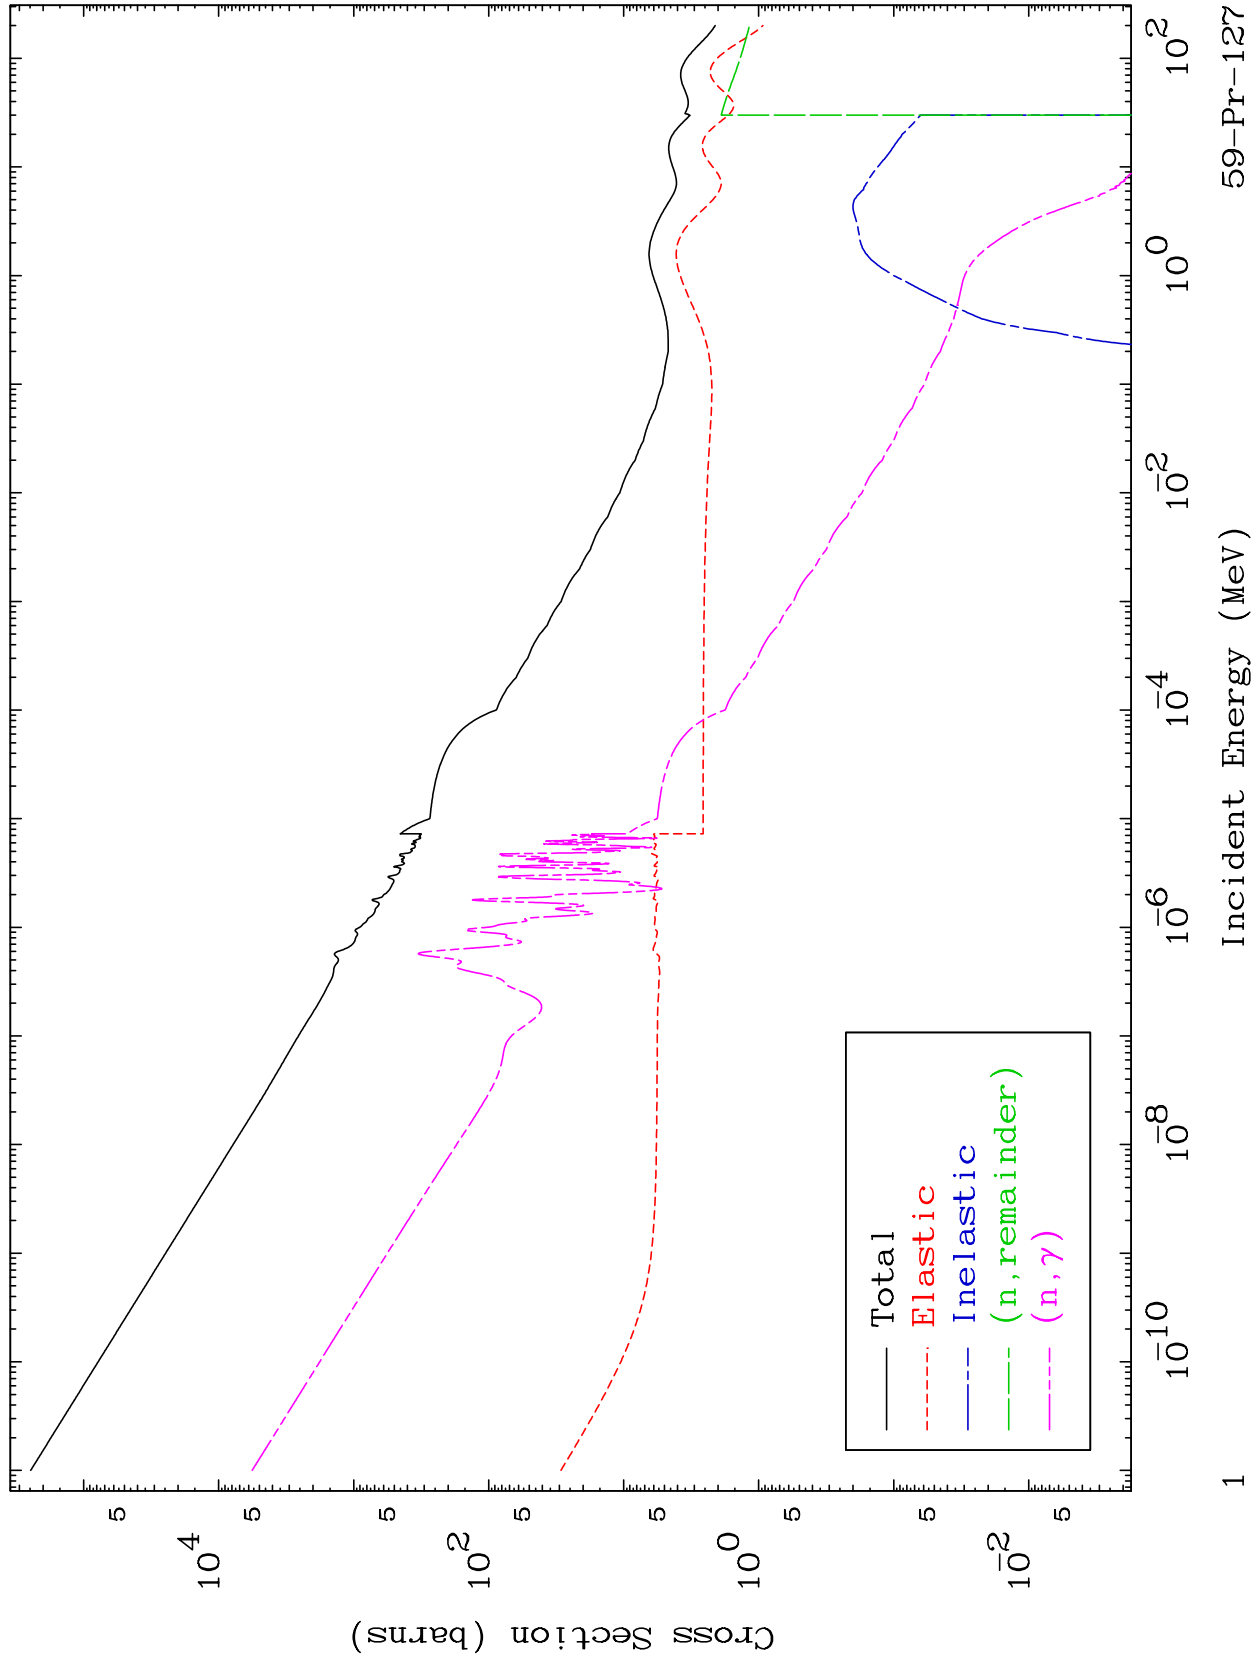 Cross Section (barns)
10^4
10^2
10^0
10^-2
5
5
5
5
5
5
5
Total
Elastic
Inelastic
(n,remainder)
(n,γ)
10^-10
10^-8
10^-6
10^-4
10^-2
10^0
10^2
Incident Energy (MeV)
1
59-Pr-127